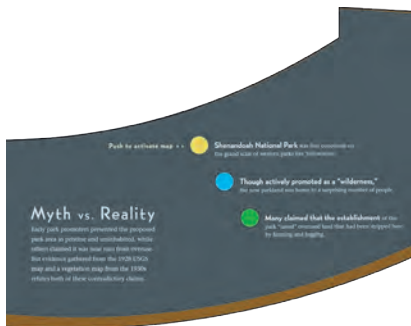 Push to activate map
Shenandoah National Park was first conceived on
the grand scale of western parks like Yellowstone.
Though actively promoted as a “wilderness,”
the new parkland was home to a surprising number of people.
Myth vs. Reality
Early park promoters presented the proposed
park area as pristine and uninhabited, while
others claimed it was near ruin from overuse.
But evidence gathered from the 1920
map and a vegetation map from the 1930s
refutes both of these contradictory claims.
Many claimed that the establishment of the
park “saved” overused land that had been stripped bare
by farming and logging.